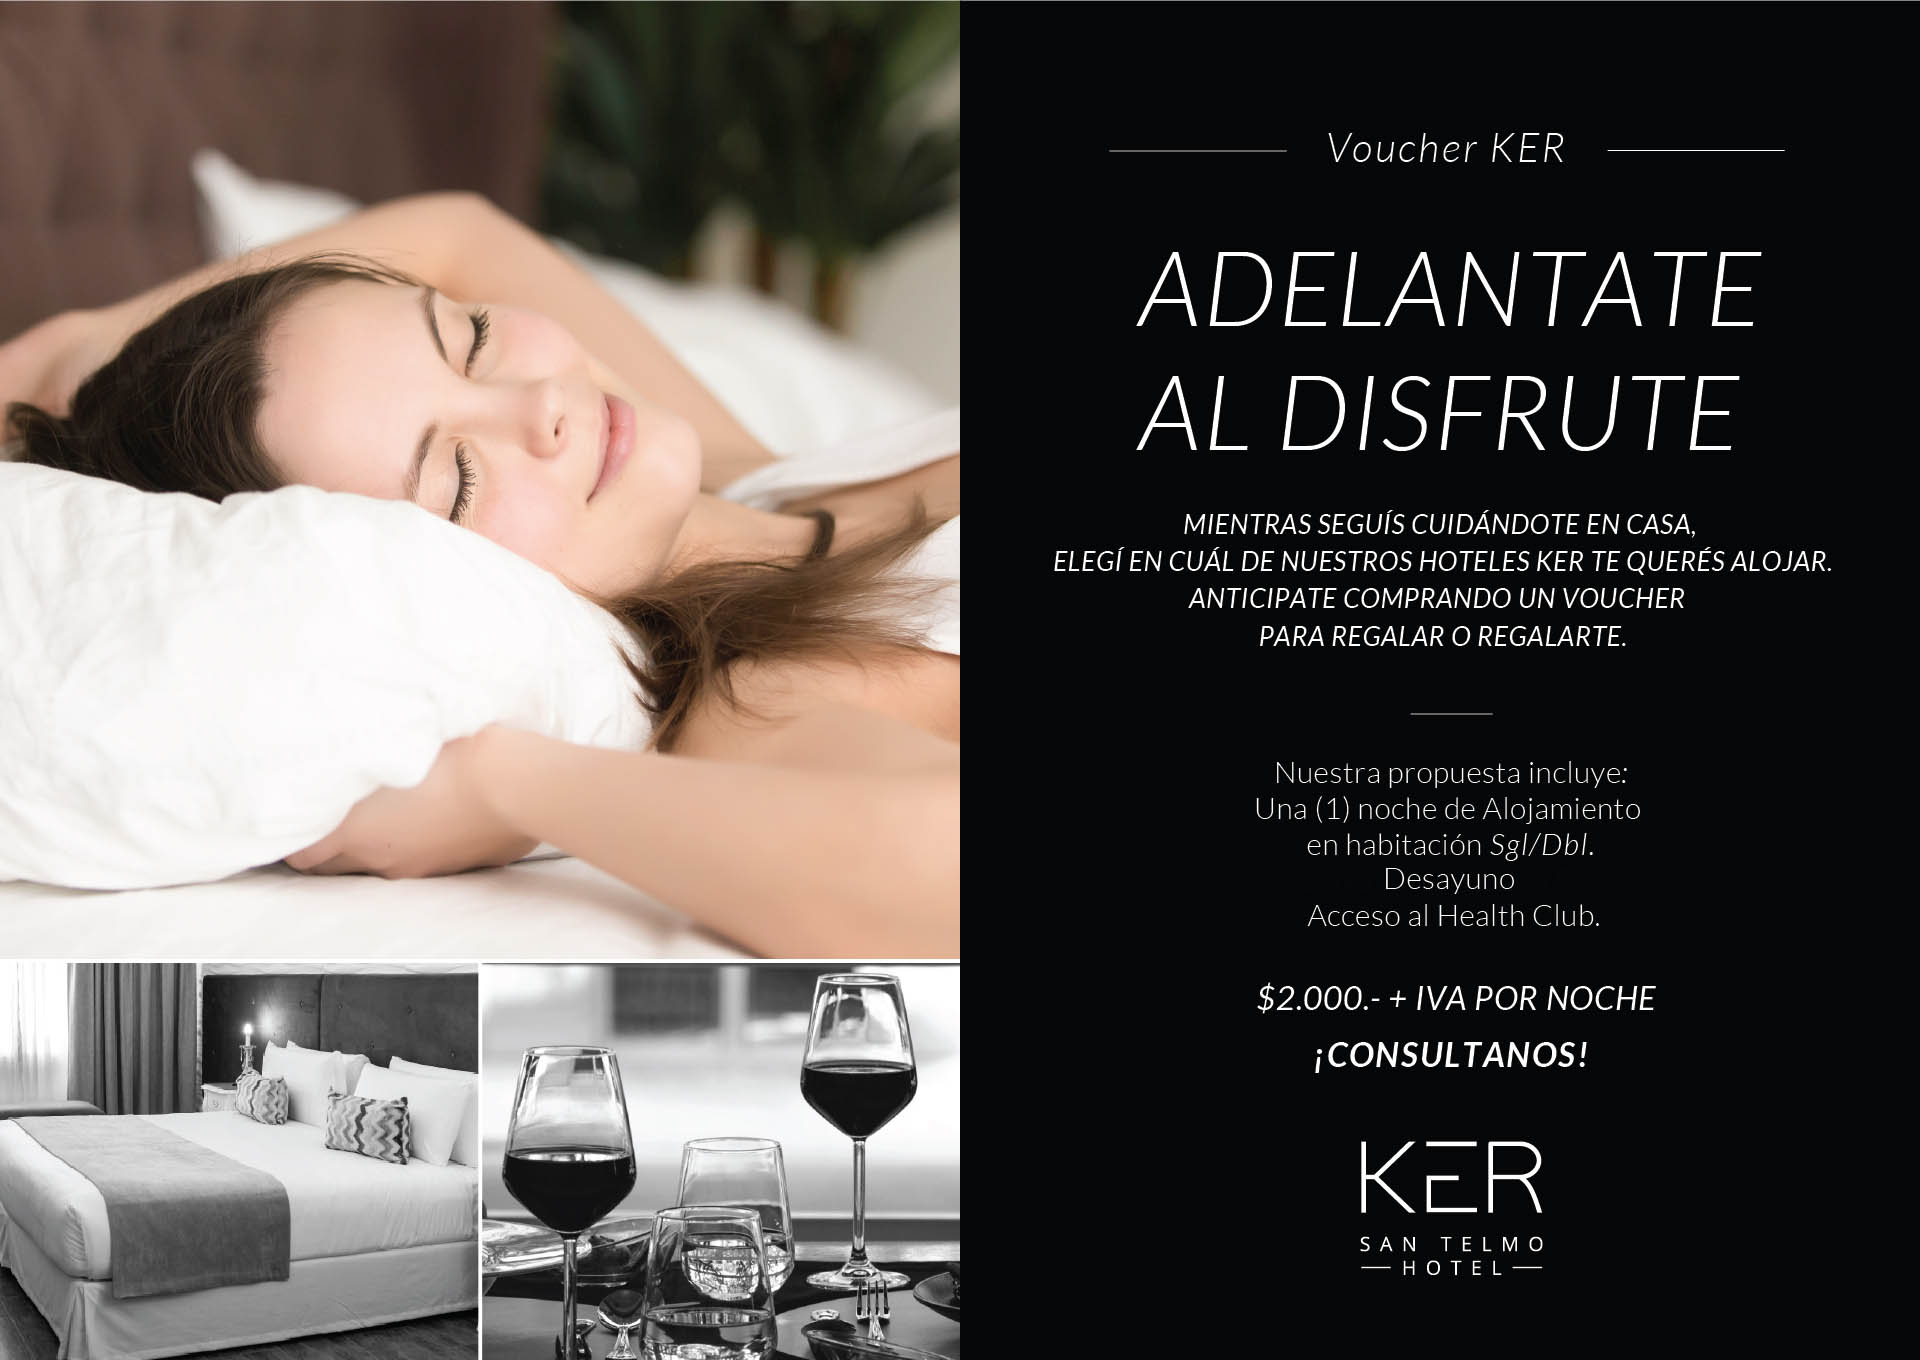 Voucher KER
ADELANTATE
AL DISFRUTE
MIENTRAS SEGUÍS CUIDÁNDOTE EN CASA,
ELEGÍ EN CUÁL DE NUESTROS HOTELES KER TE QUERÉS ALOJAR.
ANTICIPATE COMPRANDO UN VOUCHER
PARA REGALAR O REGALARTE.
Nuestra propuesta incluye:
Una (1) noche de Alojamiento
en habitación Sgl/Dbl.
Desayuno
Acceso al Health Club.
$2.000.- + IVA POR NOCHE
¡CONSULTANOS!
KER
SAN TELMO
HOTEL